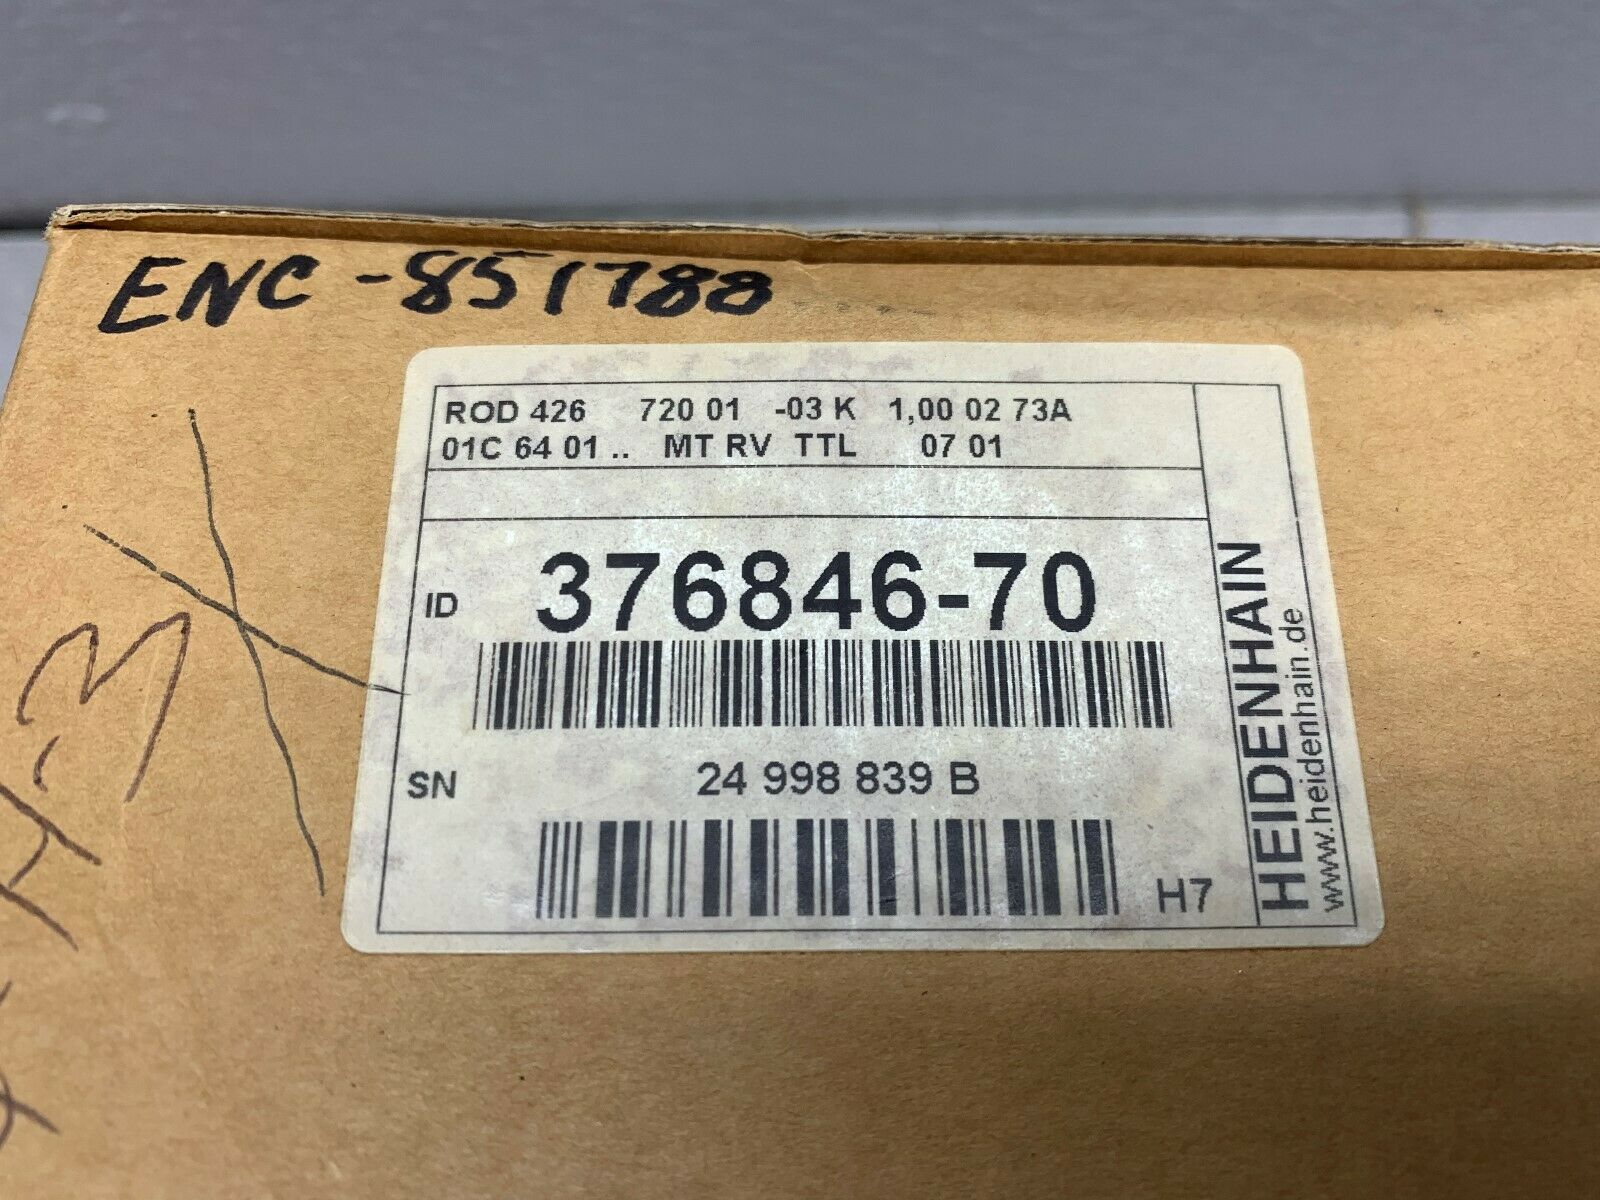 ENC-851788
ROD 426 720 01 -03 K 1,00 02 73A
01C 64 01 .. MT RV TTL 07 01
ID 376846-70
SN 24 998 839 B
H7
HEIDENHAIN
www.heidenhain.de
H-3